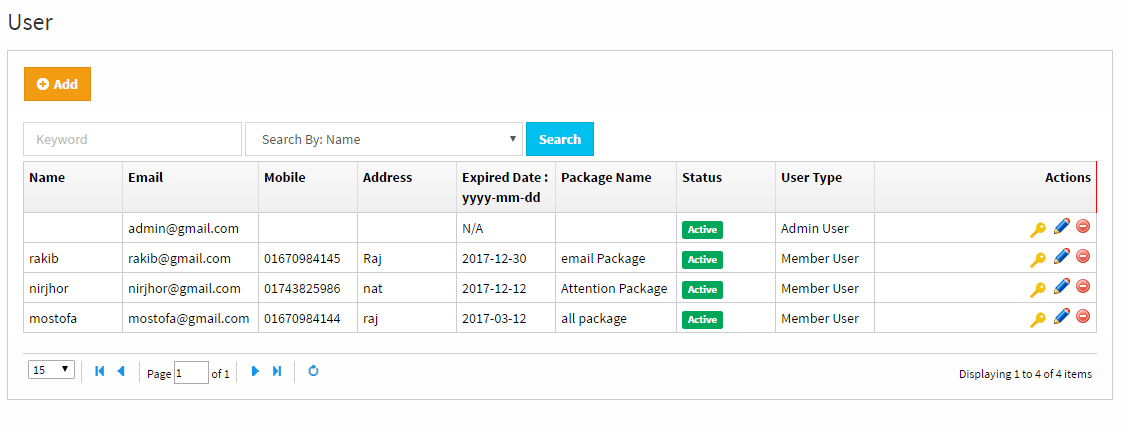 User
Add
Keyword Search By: Name Search
Name Email Mobile Address Expired Date : yyyy-mm-dd Package Name Status User Type Actions
admin@gmail.com N/A Active Admin User
rakib rakib@gmail.com 01670984145 Raj 2017-12-30 email Package Active Member User
nirjhor nirjhor@gmail.com 01743825986 nat 2017-12-12 Attention Package Active Member User
mostofa mostofa@gmail.com 01670984144 raj 2017-03-12 all package Active Member User
15 Page 1 of 1 Displaying 1 to 4 of 4 items